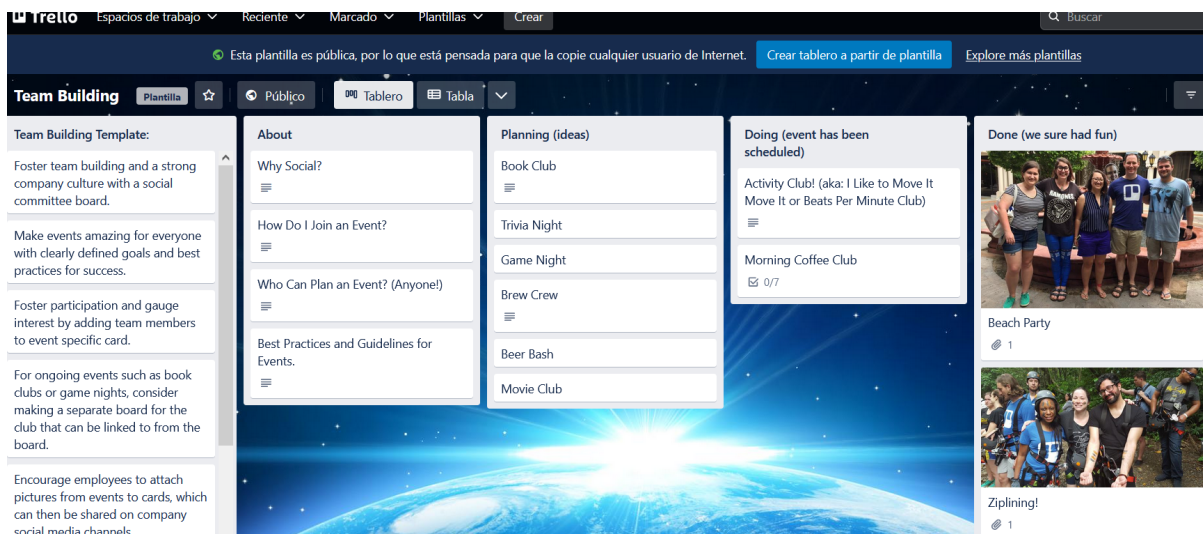 Trello Espacios de trabajo Reciente Marcado Plantillas Crear Buscar
Esta plantilla es pública, por lo que está pensada para que la copie cualquier usuario de Internet. Crear tablero a partir de plantilla Explore más plantillas
Team Building Plantilla Público Tablero Tabla
Team Building Template:
Foster team building and a strong
company culture with a social
committee board.
Make events amazing for everyone
with clearly defined goals and best
practices for success.
Foster participation and gauge
interest by adding team members
to event specific card.
For ongoing events such as book
clubs or game nights, consider
making a separate board for the
club that can be linked to from the
board.
Encourage employees to attach
pictures from events to cards, which
can then be shared on company
social media channels
About
Why Social?
How Do I Join an Event?
Who Can Plan an Event? (Anyone!)
Best Practices and Guidelines for
Events.
Planning (ideas)
Book Club
Trivia Night
Game Night
Brew Crew
Beer Bash
Movie Club
Doing (event has been
scheduled)
Activity Club! (aka: I Like to Move It
Move It or Beats Per Minute Club)
Morning Coffee Club
0/7
Done (we sure had fun)
Beach Party
1
Ziplining!
1